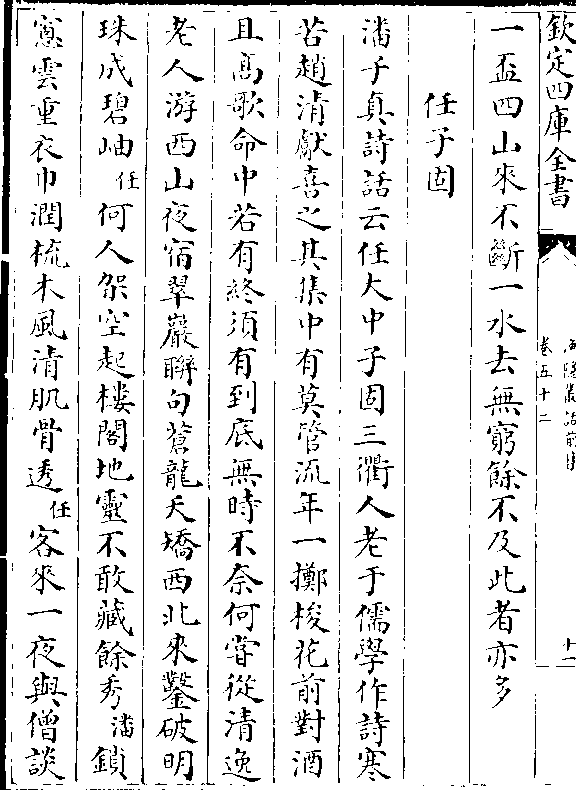 欽定四庫全書
卷五十二
一盃四山來不斷一水去無窮餘不及此者亦多
任子固
潘子真詩話云任大中子固三衢人老于儒學作詩寒
苦趙清獻喜之其集中有莫管流年一擲梭花前對酒
且高歌命中若有終須有到底無時不奈何甞從清逸
老人游西山夜宿翠巖聯句蒼龍夭矯西北來鑿破明
珠成碧岫任何人架空起樓閣地靈不敢藏餘秀潘鎖
窻雲重衣巾潤梳木風清肌骨透任客來一夜與僧談